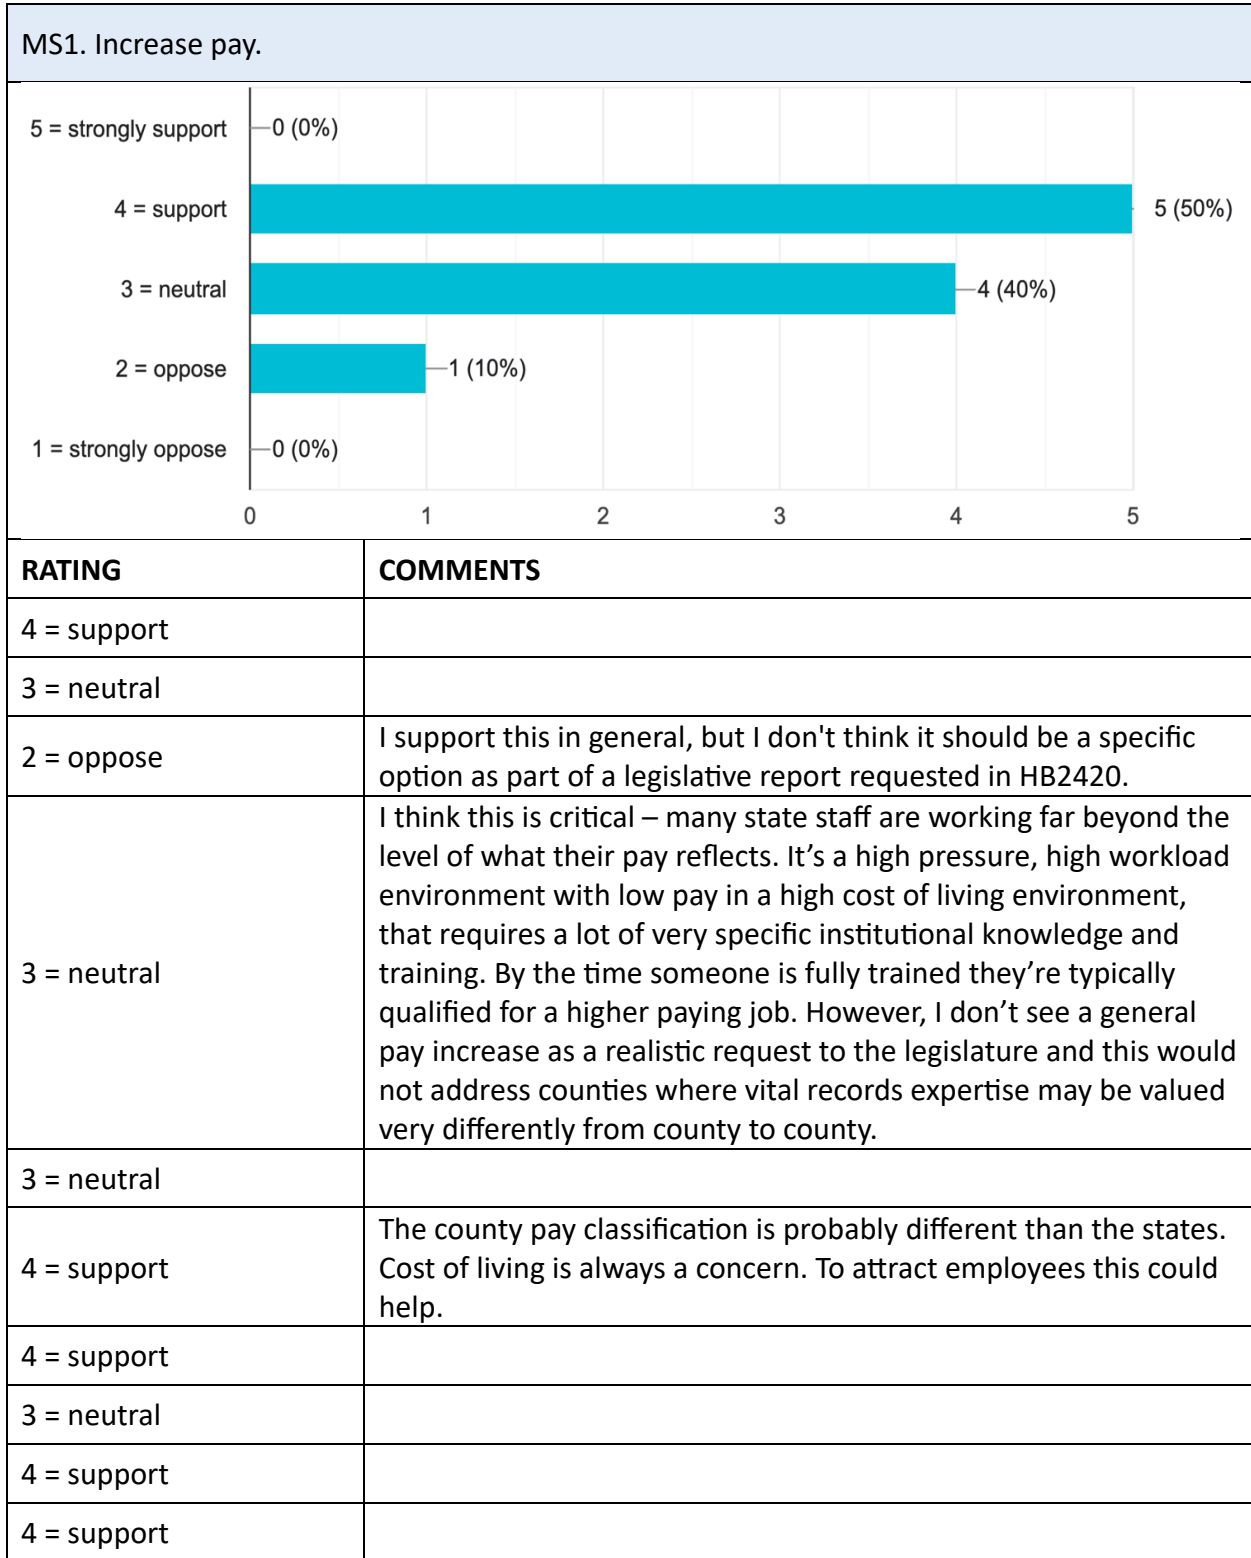 MS1. Increase pay.
5 = strongly support
0 (0%)
4 = support
5 (50%)
3 = neutral
4 (40%)
2 = oppose
1 (10%)
1 = strongly oppose
0 (0%)
0 1 2 3 4 5
RATING COMMENTS
4 = support
3 = neutral
2 = oppose
I support this in general, but I don't think it should be a specific
option as part of a legislative report requested in HB2420.
3 = neutral
I think this is critical – many state staff are working far beyond the
level of what their pay reflects. It’s a high pressure, high workload
environment with low pay in a high cost of living environment,
that requires a lot of very specific institutional knowledge and
training. By the time someone is fully trained they’re typically
qualified for a higher paying job. However, I don’t see a general
pay increase as a realistic request to the legislature and this would
not address counties where vital records expertise may be valued
very differently from county to county.
3 = neutral
4 = support
The county pay classification is probably different than the states.
Cost of living is always a concern. To attract employees this could
help.
4 = support
3 = neutral
4 = support
4 = support